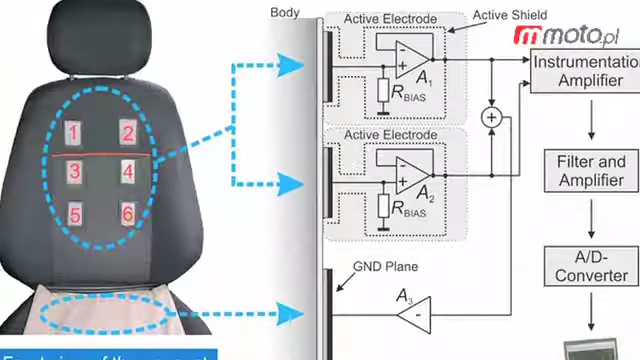 Body
Active Electrode
Active Shield
mmoto.pl
A1
RBIAS
Instrumentation
Amplifier
1
2
3
4
5
6
Active Electrode
A2
RBIAS
Filter and
Amplifier
GND Plane
A3
A/D-
Converter